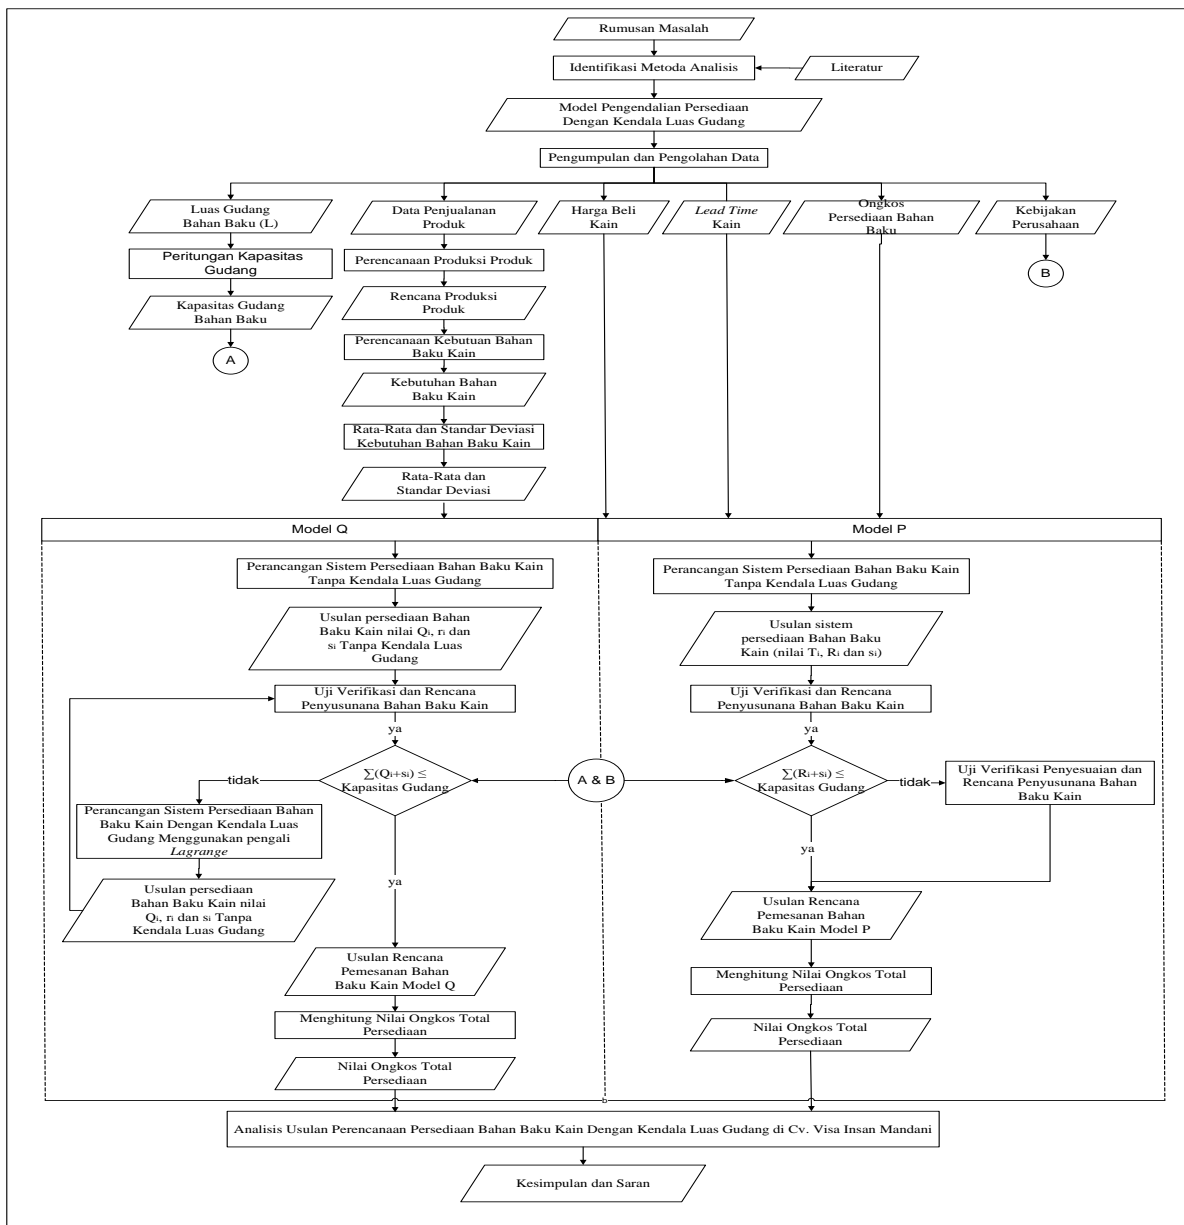 Rumusan Masalah
Identifikasi Metoda Analisis
Literatur
Model Pengendalian Persediaan
Dengan Kendala Luas Gudang
Pengumpulan dan Pengolahan Data
Luas Gudang
Bahan Baku (L)
Peritungan Kapasitas
Gudang
Kapasitas Gudang
Bahan Baku
A
Data Penjualanan
Produk
Perencanaan Produksi Produk
Rencana Produksi
Produk
Perencanaan Kebutuan Bahan
Baku Kain
Kebutuhan Bahan
Baku Kain
Rata-Rata dan Standar Deviasi
Kebutuhan Bahan Baku Kain
Rata-Rata dan
Standar Deviasi
Harga Beli
Kain
Lead Time
Kain
Ongkos
Persediaan Bahan
Baku
Kebijakan
Perusahaan
B
Model Q
Perancangan Sistem Persediaan Bahan Baku Kain
Tanpa Kendala Luas Gudang
Usulan persediaan Bahan
Baku Kain nilai Qi, ri dan
si Tanpa Kendala Luas
Gudang
Uji Verifikasi dan Rencana
Penyusunana Bahan Baku Kain
ya
∑(Qi+si) ≤
Kapasitas Gudang
tidak
Perancangan Sistem Persediaan Bahan
Baku Kain Dengan Kendala Luas
Gudang Menggunakan pengali
Lagrange
Usulan persediaan
Bahan Baku Kain nilai
Qi, ri dan si Tanpa
Kendala Luas Gudang
ya
Usulan Rencana
Pemesanan Bahan
Baku Kain Model Q
Menghitung Nilai Ongkos Total
Persediaan
Nilai Ongkos Total
Persediaan
A & B
Model P
Perancangan Sistem Persediaan Bahan Baku Kain
Tanpa Kendala Luas Gudang
Usulan sistem
persediaan Bahan Baku
Kain (nilai Ti, Ri dan si)
Uji Verifikasi dan Rencana
Penyusunana Bahan Baku Kain
ya
∑(Ri+si) ≤
Kapasitas Gudang
tidak
Uji Verifikasi Penyesuaian dan
Rencana Penyusunana Bahan
Baku Kain
ya
Usulan Rencana
Pemesanan Bahan
Baku Kain Model P
Menghitung Nilai Ongkos Total
Persediaan
Nilai Ongkos Total
Persediaan
b
Analisis Usulan Perencanaan Persediaan Bahan Baku Kain Dengan Kendala Luas Gudang di Cv. Visa Insan Mandani
Kesimpulan dan Saran